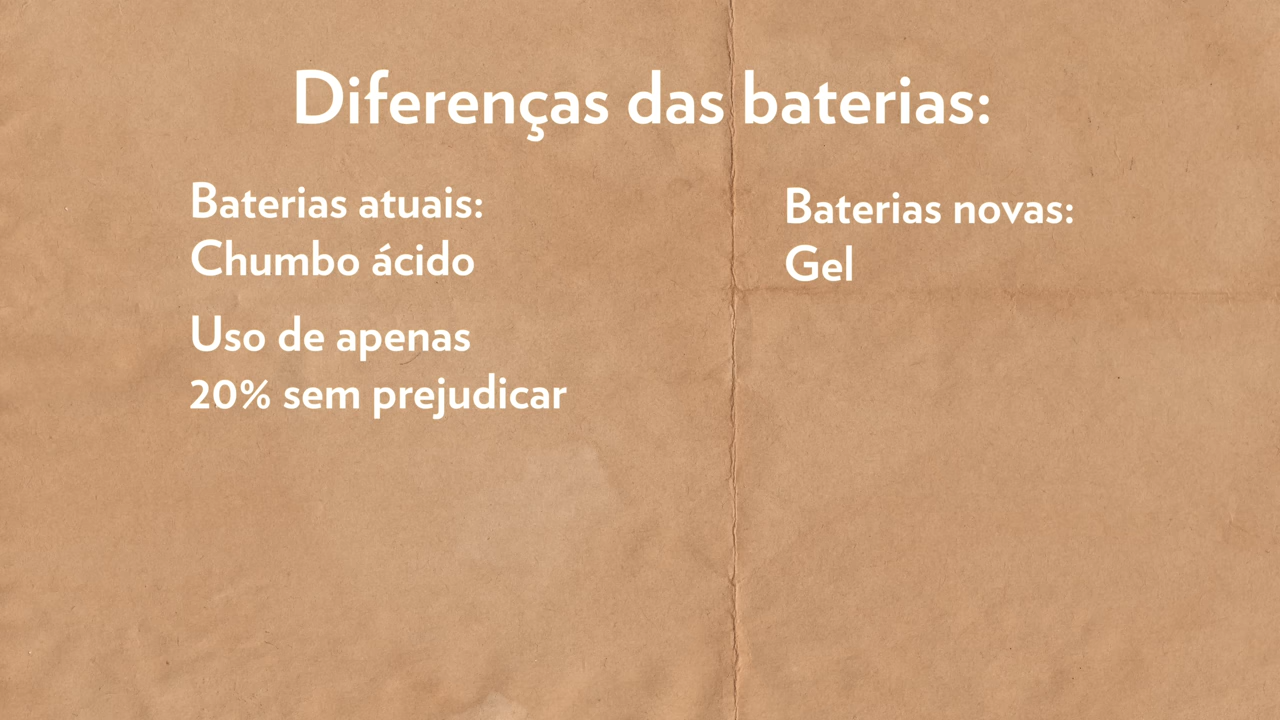 Diferenças das baterias:
Baterias atuais:
Chumbo ácido
Uso de apenas
20% sem prejudicar
Baterias novas:
Gel